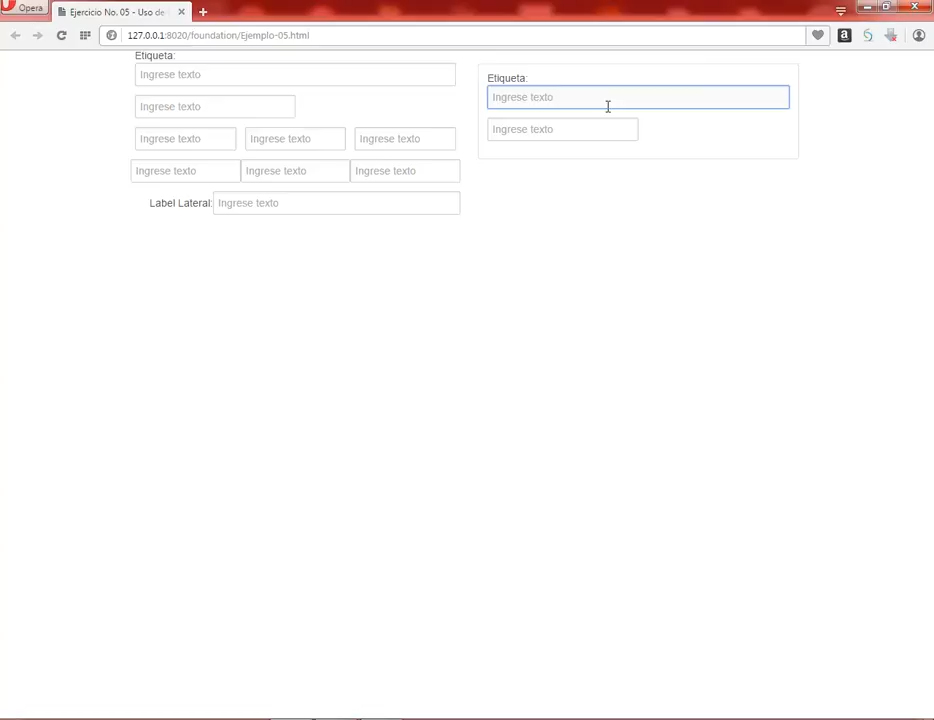 Opera
Ejercicio No. 05 - Uso de
127.0.0.1:8020/foundation/Ejemplo-05.html
a
Etiqueta:
Ingrese texto
Ingrese texto
Ingrese texto Ingrese texto Ingrese texto
Ingrese texto Ingrese texto Ingrese texto
Label Lateral: Ingrese texto
Etiqueta:
Ingrese texto
Ingrese texto